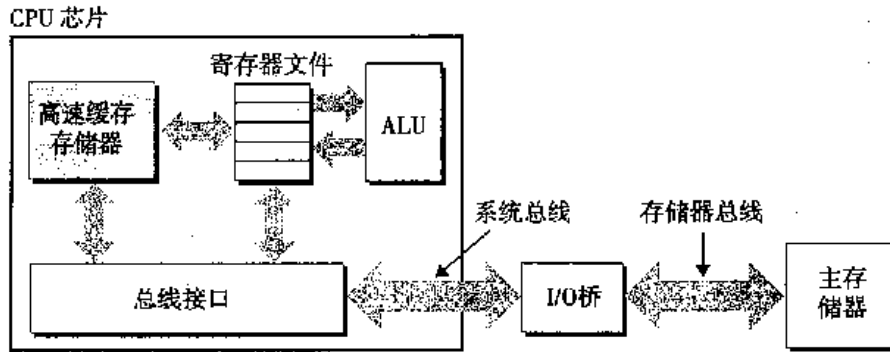 CPU 芯片
寄存器文件
高速缓存
存储器
ALU
系统总线
存储器总线
总线接口
I/O桥
主存
储器